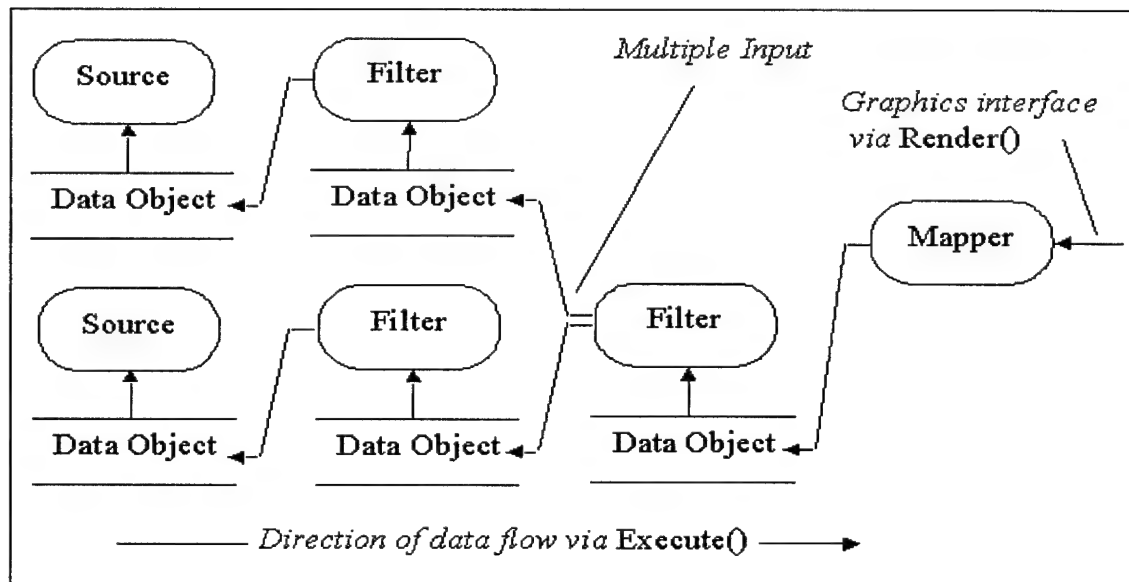 Source
Filter
Multiple Input
Graphics interface
via Render()
Data Object
Data Object
Mapper
Source
Filter
Filter
Data Object
Data Object
Data Object
Direction of data flow via Execute()